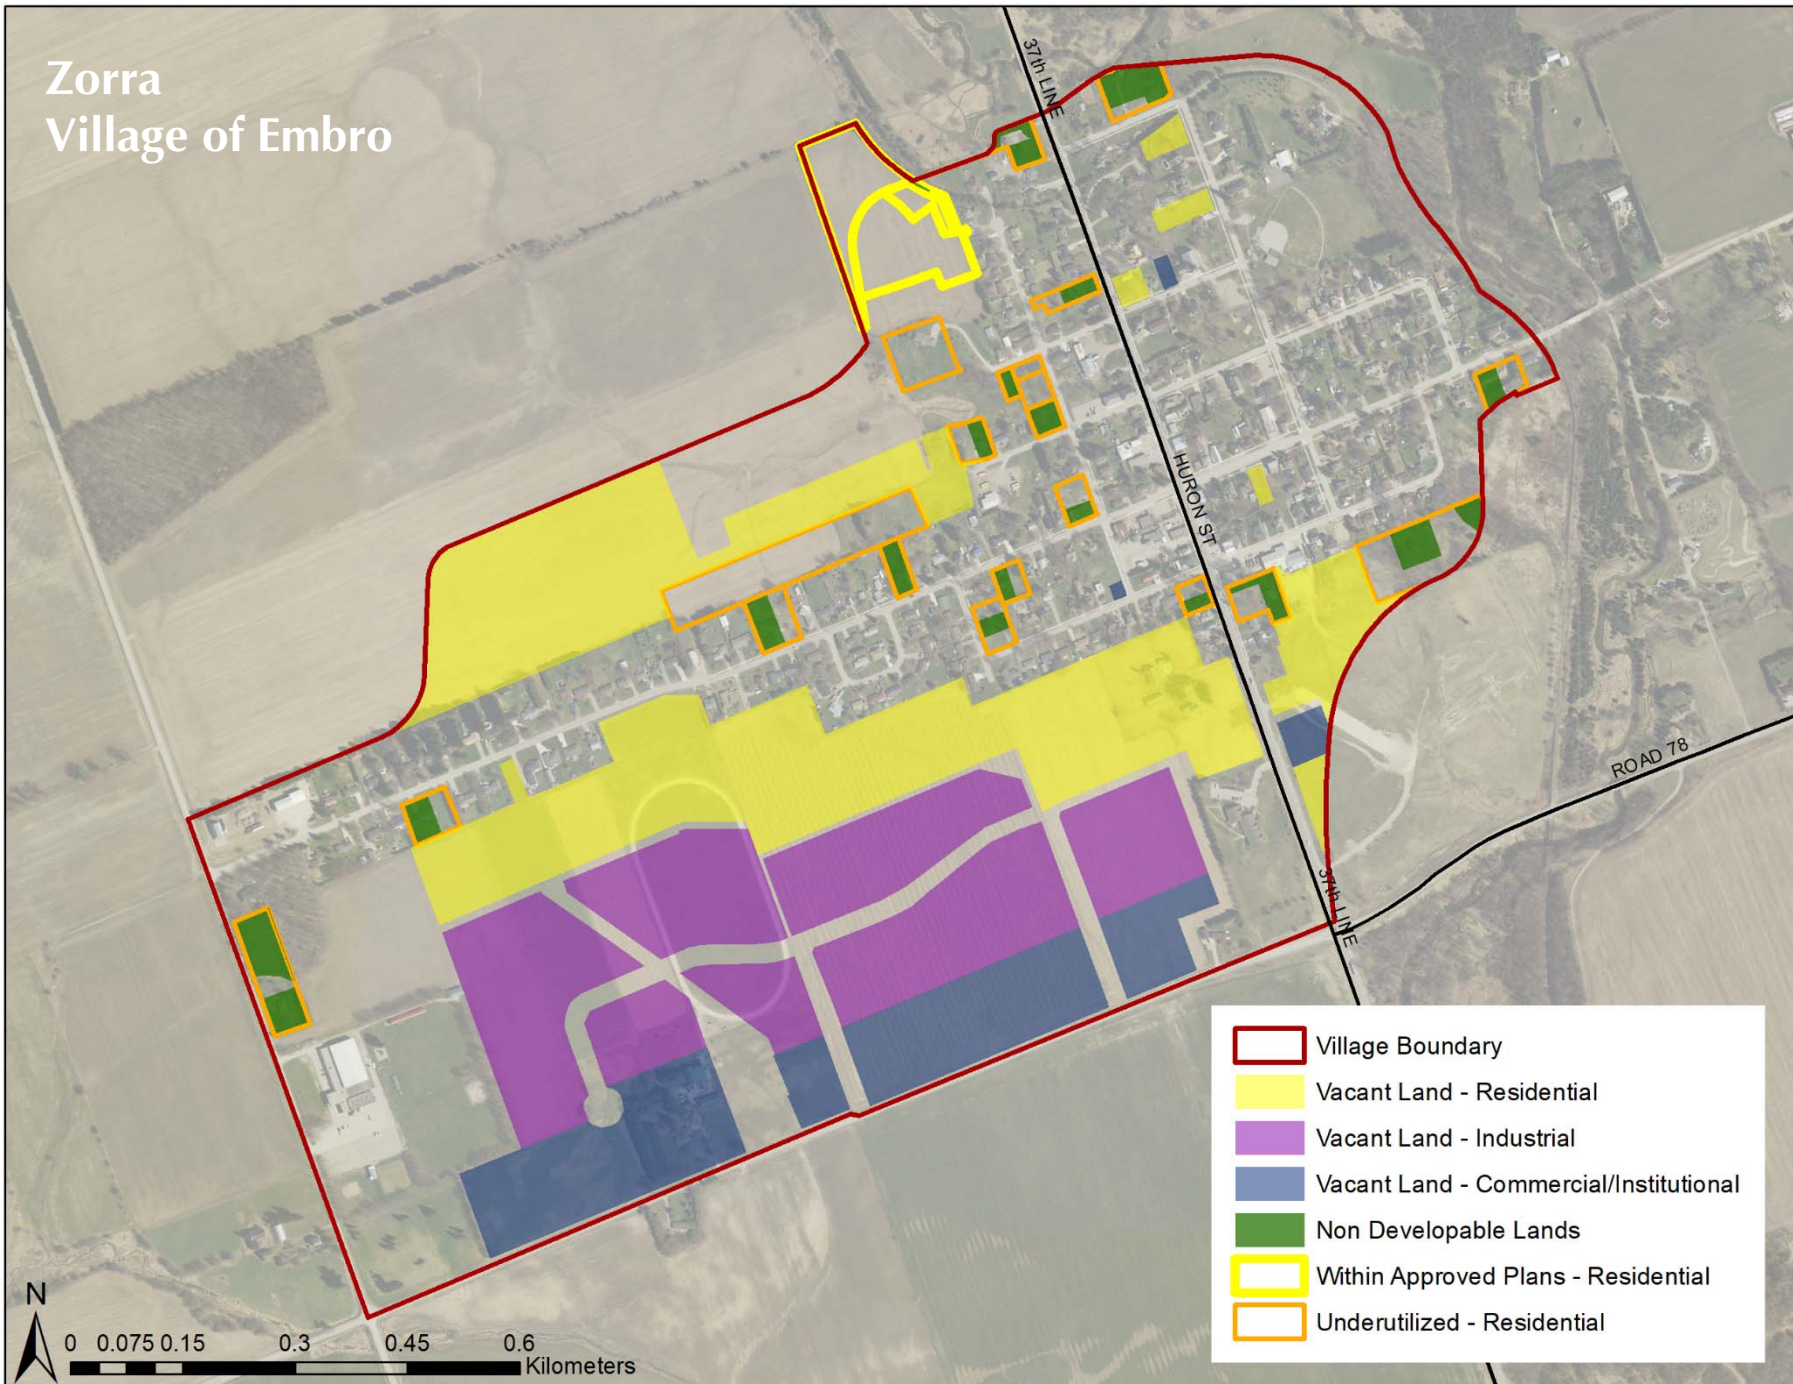 Zorra
Village of Embro
37th LINE
HURON ST
ROAD 78
37th LINE
Village Boundary
Vacant Land - Residential
Vacant Land - Industrial
Vacant Land - Commercial/Institutional
Non Developable Lands
Within Approved Plans - Residential
Underutilized - Residential
N
0 0.075 0.15 0.3 0.45 0.6
Kilometers